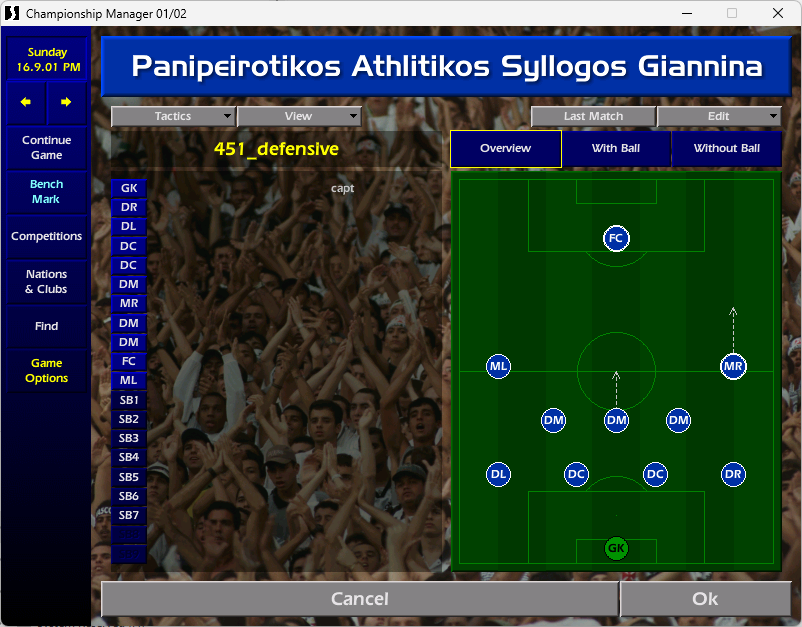 Championship Manager 01/02
Sunday
16.9.01 PM
Panipeirotikos Athlitikos Syllogos Giannina
Continue
Game
Bench
Mark
Competitions
Nations
& Clubs
Find
Game
Options
Tactics
View
Last Match
Edit
451_defensive
Overview
With Ball
Without Ball
GK
capt
DR
DL
DC
DC
DM
MR
DM
DM
FC
ML
SB1
SB2
SB3
SB4
SB5
SB6
SB7
FC
ML
MR
DM
DM
DM
DL
DC
DC
DR
GK
Cancel
Ok